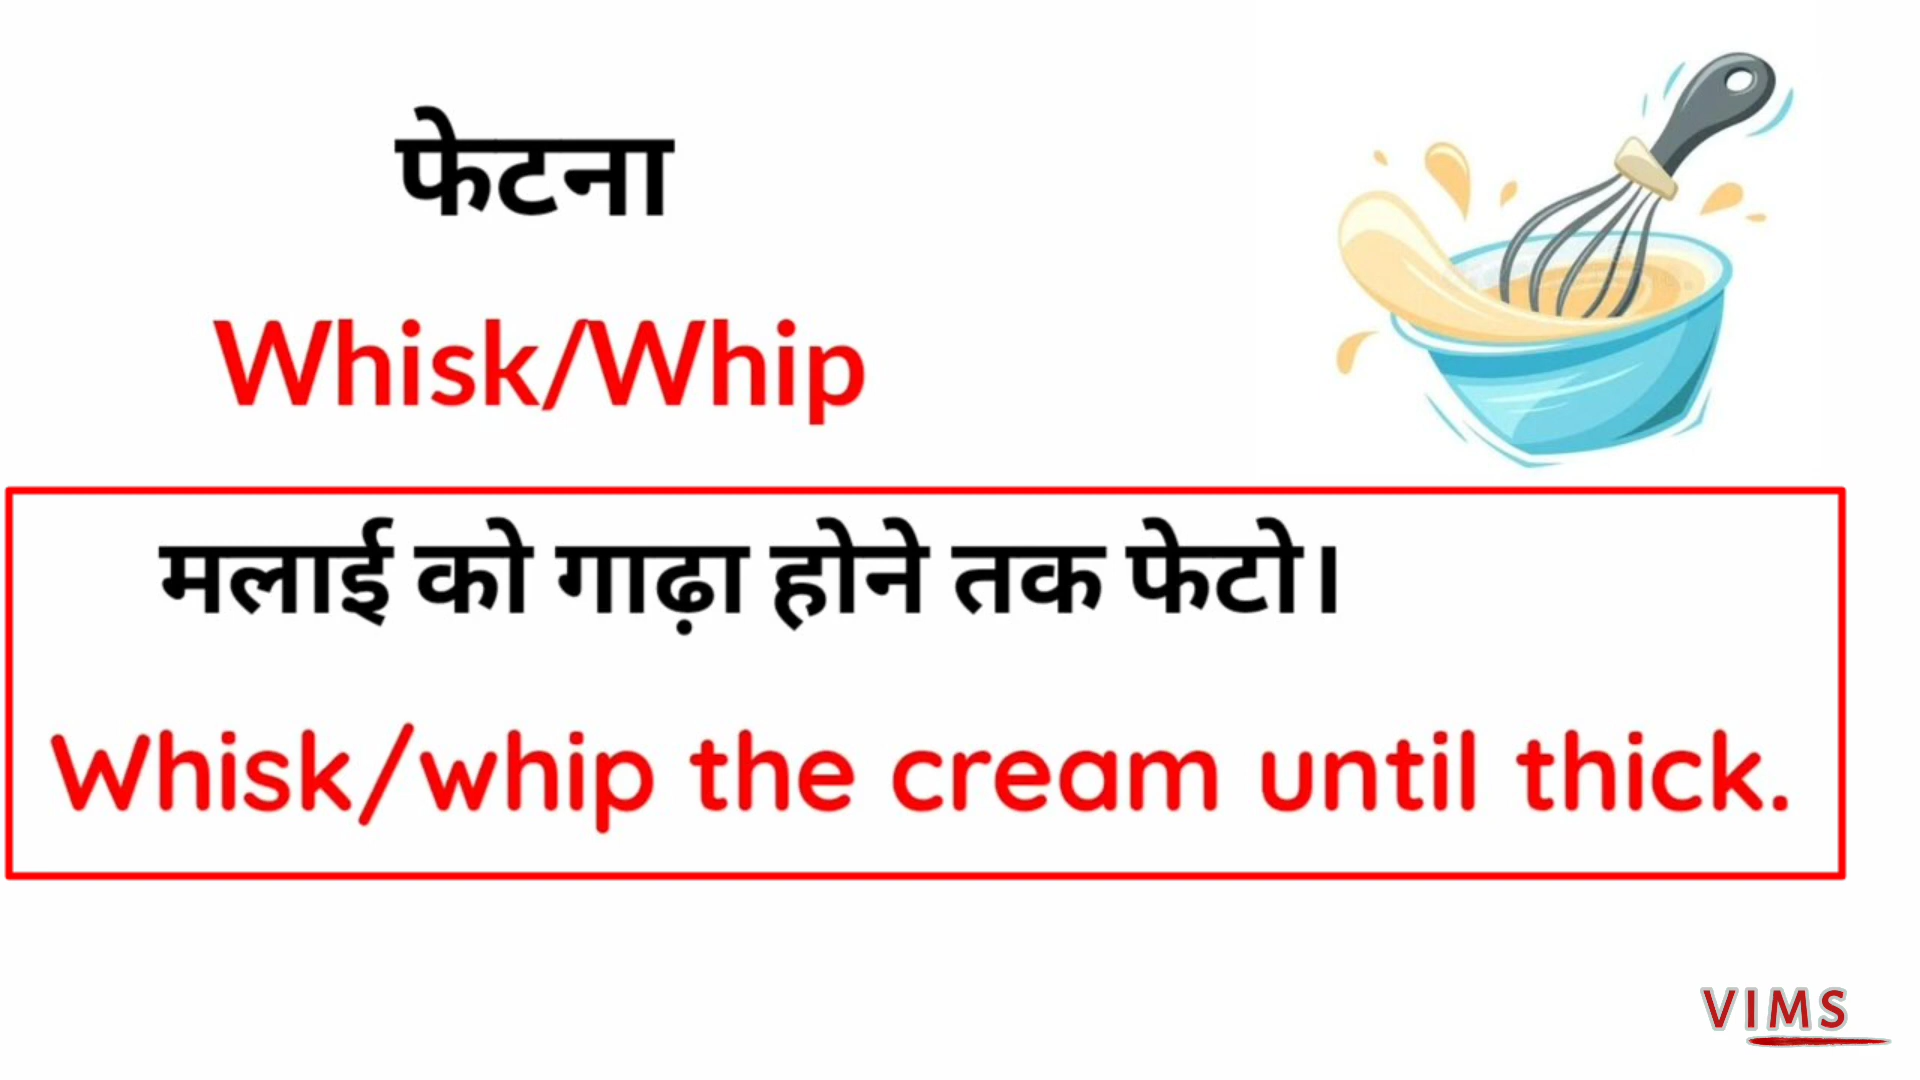 फेटना
Whisk/Whip
मलाई को गाढ़ा होने तक फेटो।
Whisk/whip the cream until thick.
VIMS